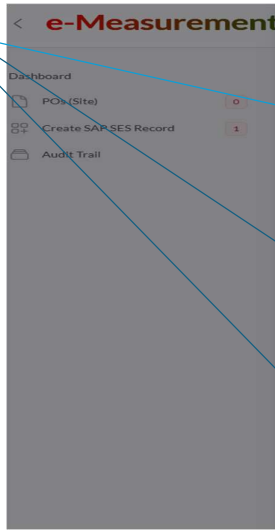 e-Measurement
Dashboard
POs (Site) 0
Create SAP SES Record 1
Audit Trail